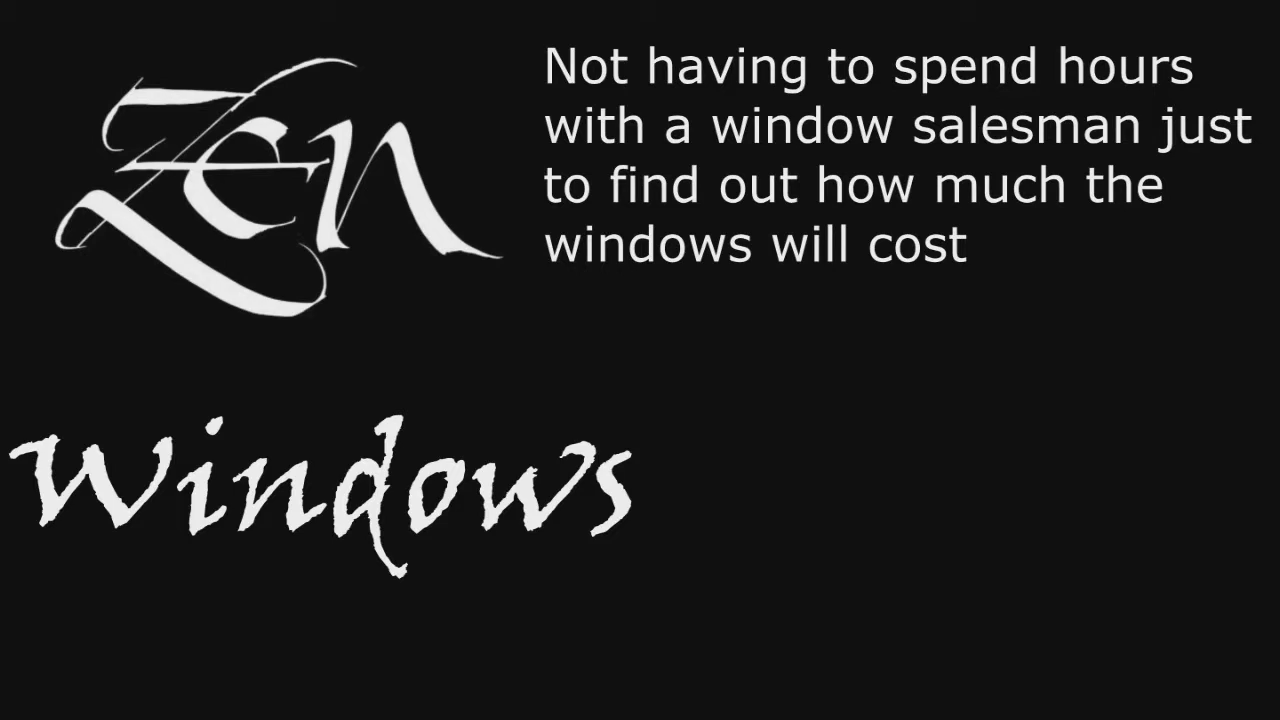 Zen
Not having to spend hours
with a window salesman just
to find out how much the
windows will cost
Windows